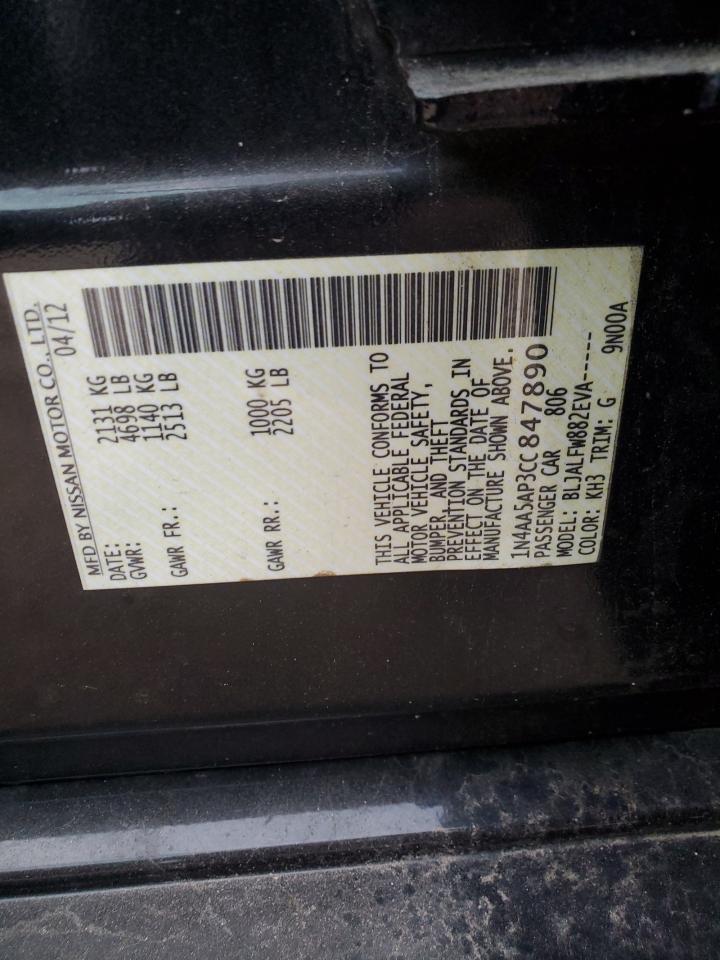 MFD BY NISSAN MOTOR CO., LTD.
DATE: 04/12
GVWR: 2131 KG
4698 LB
GAWR FR.: 1140 KG
2513 LB
GAWR RR.: 1000 KG
2205 LB
THIS VEHICLE CONFORMS TO
ALL APPLICABLE FEDERAL
MOTOR VEHICLE SAFETY,
BUMPER, AND THEFT
PREVENTION STANDARDS IN
EFFECT ON THE DATE OF
MANUFACTURE SHOWN ABOVE.
1N4AA5AP3CC847890
PASSENGER CAR 806
MODEL: BLJALFW882EVA-----
COLOR: KH3 TRIM: G 9N00A